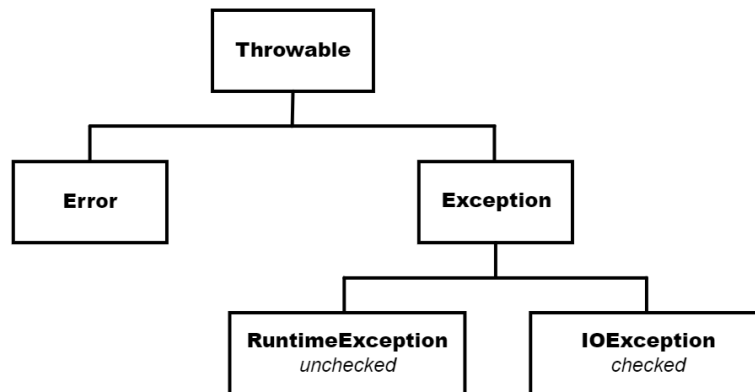 Throwable
Error
Exception
RuntimeException
unchecked
IOException
checked